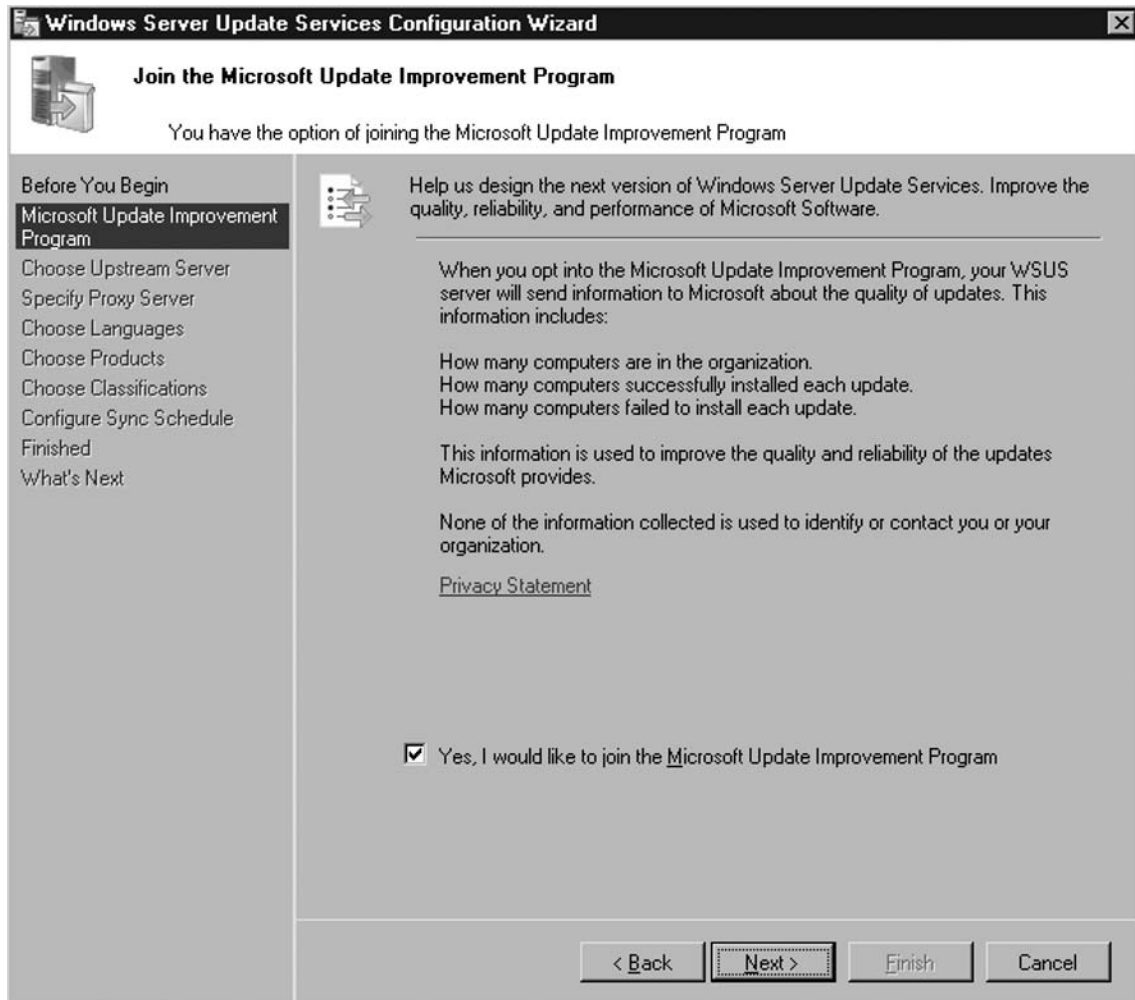 Windows Server Update Services Configuration Wizard
Join the Microsoft Update Improvement Program
You have the option of joining the Microsoft Update Improvement Program
Before You Begin
Microsoft Update Improvement
Program
Choose Upstream Server
Specify Proxy Server
Choose Languages
Choose Products
Choose Classifications
Configure Sync Schedule
Finished
What's Next
Help us design the next version of Windows Server Update Services. Improve the
quality, reliability, and performance of Microsoft Software.
When you opt into the Microsoft Update Improvement Program, your WSUS
server will send information to Microsoft about the quality of updates. This
information includes:
How many computers are in the organization.
How many computers successfully installed each update.
How many computers failed to install each update.
This information is used to improve the quality and reliability of the updates
Microsoft provides.
None of the information collected is used to identify or contact you or your
organization.
Privacy Statement
Yes, I would like to join the Microsoft Update Improvement Program
< Back
Next >
Finish
Cancel